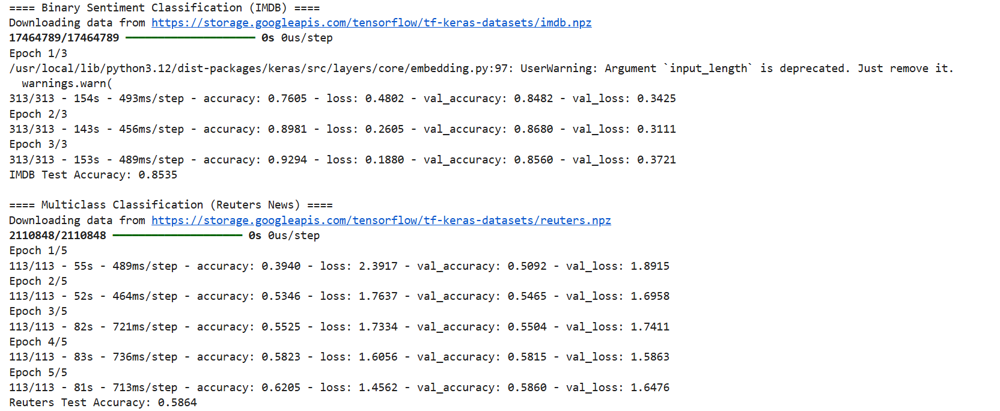 ==== Binary Sentiment Classification (IMDB) ====
Downloading data from https://storage.googleapis.com/tensorflow/tf-keras-datasets/imdb.npz
17464789/17464789 ━━━━━━━━━━━━━━━━━━━━ 0s 0us/step
Epoch 1/3
/usr/local/lib/python3.12/dist-packages/keras/src/layers/core/embedding.py:97: UserWarning: Argument `input_length` is deprecated. Just remove it.
  warnings.warn(
313/313 - 154s - 493ms/step - accuracy: 0.7605 - loss: 0.4802 - val_accuracy: 0.8482 - val_loss: 0.3425
Epoch 2/3
313/313 - 143s - 456ms/step - accuracy: 0.8981 - loss: 0.2605 - val_accuracy: 0.8680 - val_loss: 0.3111
Epoch 3/3
313/313 - 153s - 489ms/step - accuracy: 0.9294 - loss: 0.1880 - val_accuracy: 0.8560 - val_loss: 0.3721
IMDB Test Accuracy: 0.8535

==== Multiclass Classification (Reuters News) ====
Downloading data from https://storage.googleapis.com/tensorflow/tf-keras-datasets/reuters.npz
2110848/2110848 ━━━━━━━━━━━━━━━━━━━━ 0s 0us/step
Epoch 1/5
113/113 - 55s - 489ms/step - accuracy: 0.3940 - loss: 2.3917 - val_accuracy: 0.5092 - val_loss: 1.8915
Epoch 2/5
113/113 - 52s - 464ms/step - accuracy: 0.5346 - loss: 1.7637 - val_accuracy: 0.5465 - val_loss: 1.6958
Epoch 3/5
113/113 - 82s - 721ms/step - accuracy: 0.5525 - loss: 1.7334 - val_accuracy: 0.5504 - val_loss: 1.7411
Epoch 4/5
113/113 - 83s - 736ms/step - accuracy: 0.5823 - loss: 1.6056 - val_accuracy: 0.5815 - val_loss: 1.5863
Epoch 5/5
113/113 - 81s - 713ms/step - accuracy: 0.6205 - loss: 1.4562 - val_accuracy: 0.5860 - val_loss: 1.6476
Reuters Test Accuracy: 0.5864